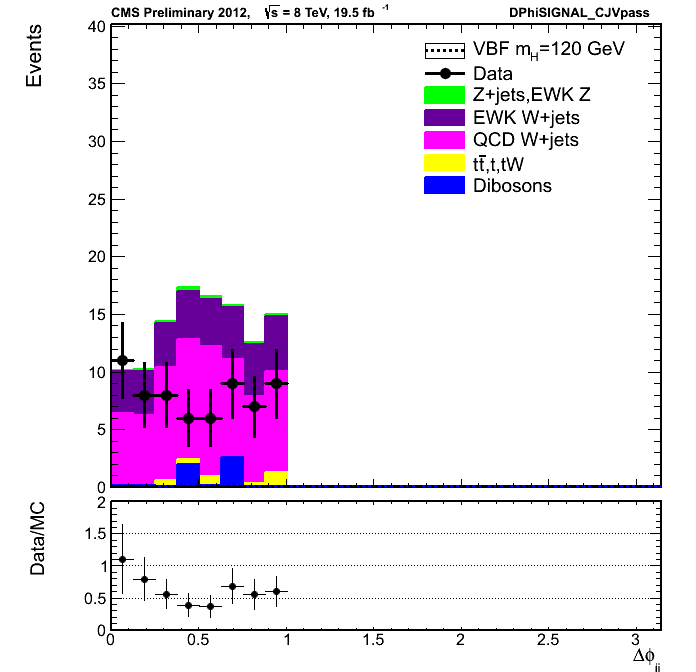 CMS Preliminary 2012, √s = 8 TeV, 19.5 fb⁻¹ DPhiSIGNAL_CJVpass
Events
40
35
30
25
20
15
10
5
0
VBF m_H=120 GeV
Data
Z+jets,EWK Z
EWK W+jets
QCD W+jets
tt̄,t,tW
Dibosons
Data/MC
2
1.5
1
0.5
0
0 0.5 1 1.5 2 2.5 3
Δϕ_jj